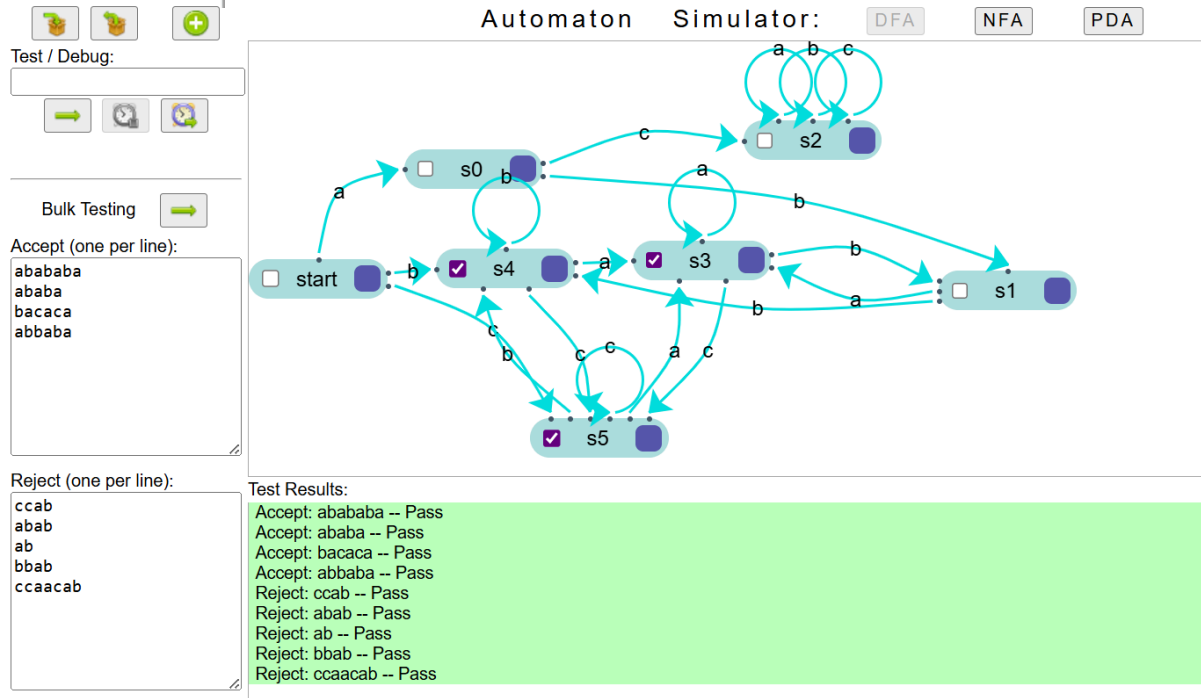 Automaton Simulator:
DFA
NFA
PDA
Test / Debug:
Bulk Testing
Accept (one per line):
abababa
ababa
bacaca
abbaba
Reject (one per line):
ccab
abab
ab
bbab
ccaacab
a
b
c
s2
c
s0
b
a
a
b
start
b
s4
a
s3
b
a
s1
b
c
b
c
c
a
c
s5
Test Results:
Accept: abababa -- Pass
Accept: ababa -- Pass
Accept: bacaca -- Pass
Accept: abbaba -- Pass
Reject: ccab -- Pass
Reject: abab -- Pass
Reject: ab -- Pass
Reject: bbab -- Pass
Reject: ccaacab -- Pass